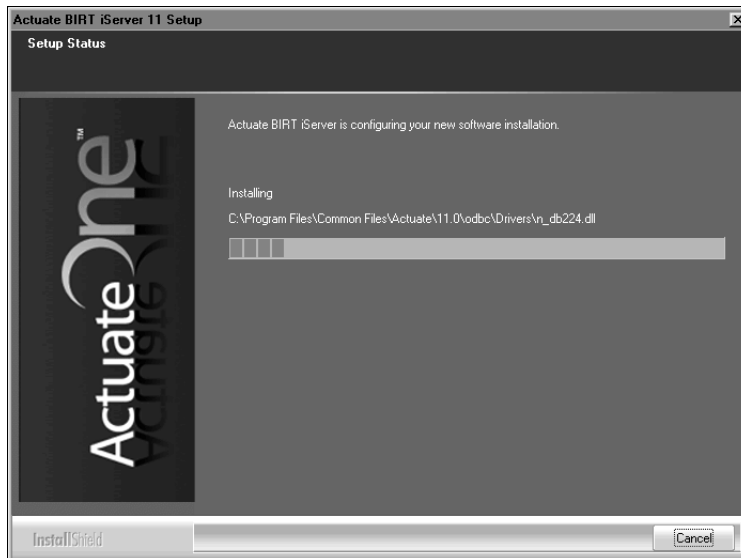 Actuate BIRT iServer 11 Setup
Setup Status
ActuateOne™
Actuate BIRT iServer is configuring your new software installation.
Installing
C:\Program Files\Common Files\Actuate\11.0\odbc\Drivers\n_db224.dll
InstallShield
Cancel